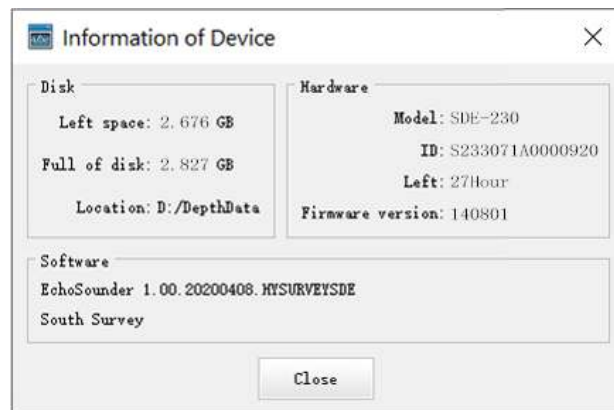 Information of Device
Disk
Left space: 2.676 GB
Full of disk: 2.827 GB
Location: D:/DepthData
Hardware
Model: SDE-230
ID: S233071A0000920
Left: 27Hour
Firmware version: 140801
Software
EchoSounder 1.00.20200408.HYSURVEYSDE
South Survey
Close